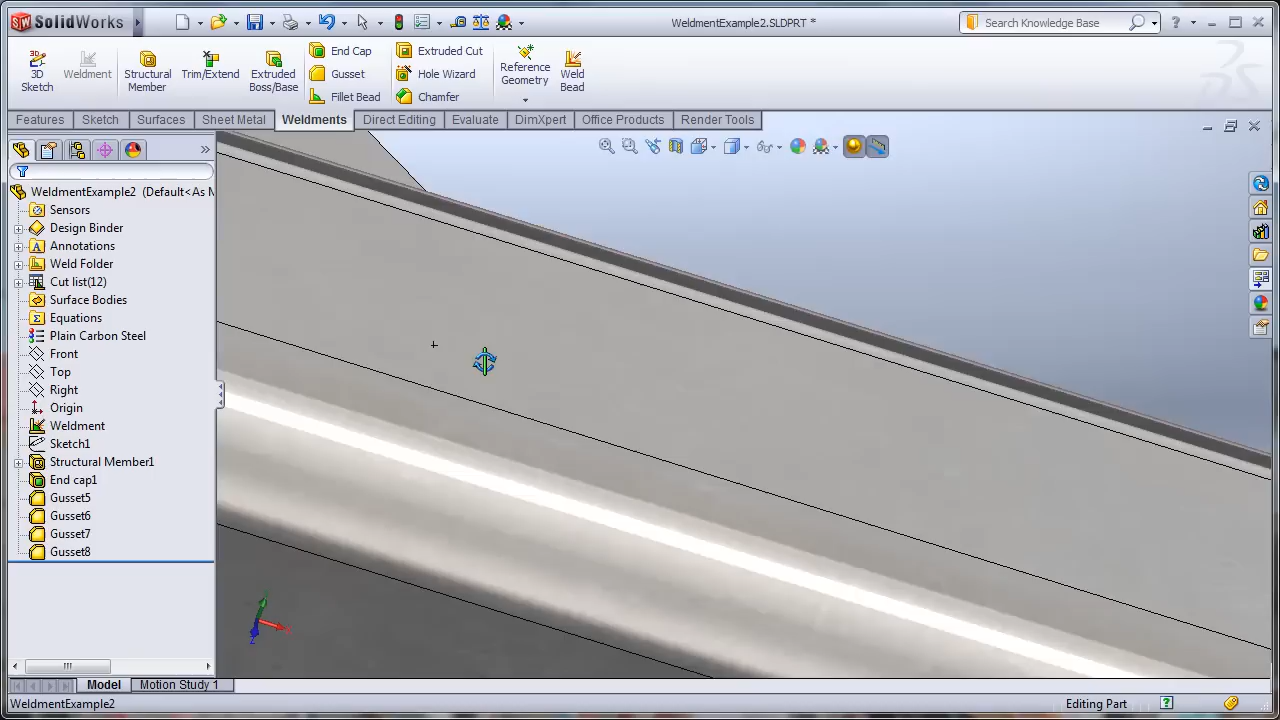 SolidWorks
WeldmentExample2.SLDPRT *
Search Knowledge Base
3D Sketch
Weldment
Structural Member
Trim/Extend
Extruded Boss/Base
End Cap
Gusset
Fillet Bead
Extruded Cut
Hole Wizard
Chamfer
Reference Geometry
Weld Bead
Features Sketch Surfaces Sheet Metal Weldments Direct Editing Evaluate DimXpert Office Products Render Tools
WeldmentExample2 (Default<As M
Sensors
Design Binder
Annotations
Weld Folder
Cut list(12)
Surface Bodies
Equations
Plain Carbon Steel
Front
Top
Right
Origin
Weldment
Sketch1
Structural Member1
End cap1
Gusset5
Gusset6
Gusset7
Gusset8
Model Motion Study 1
WeldmentExample2
Editing Part